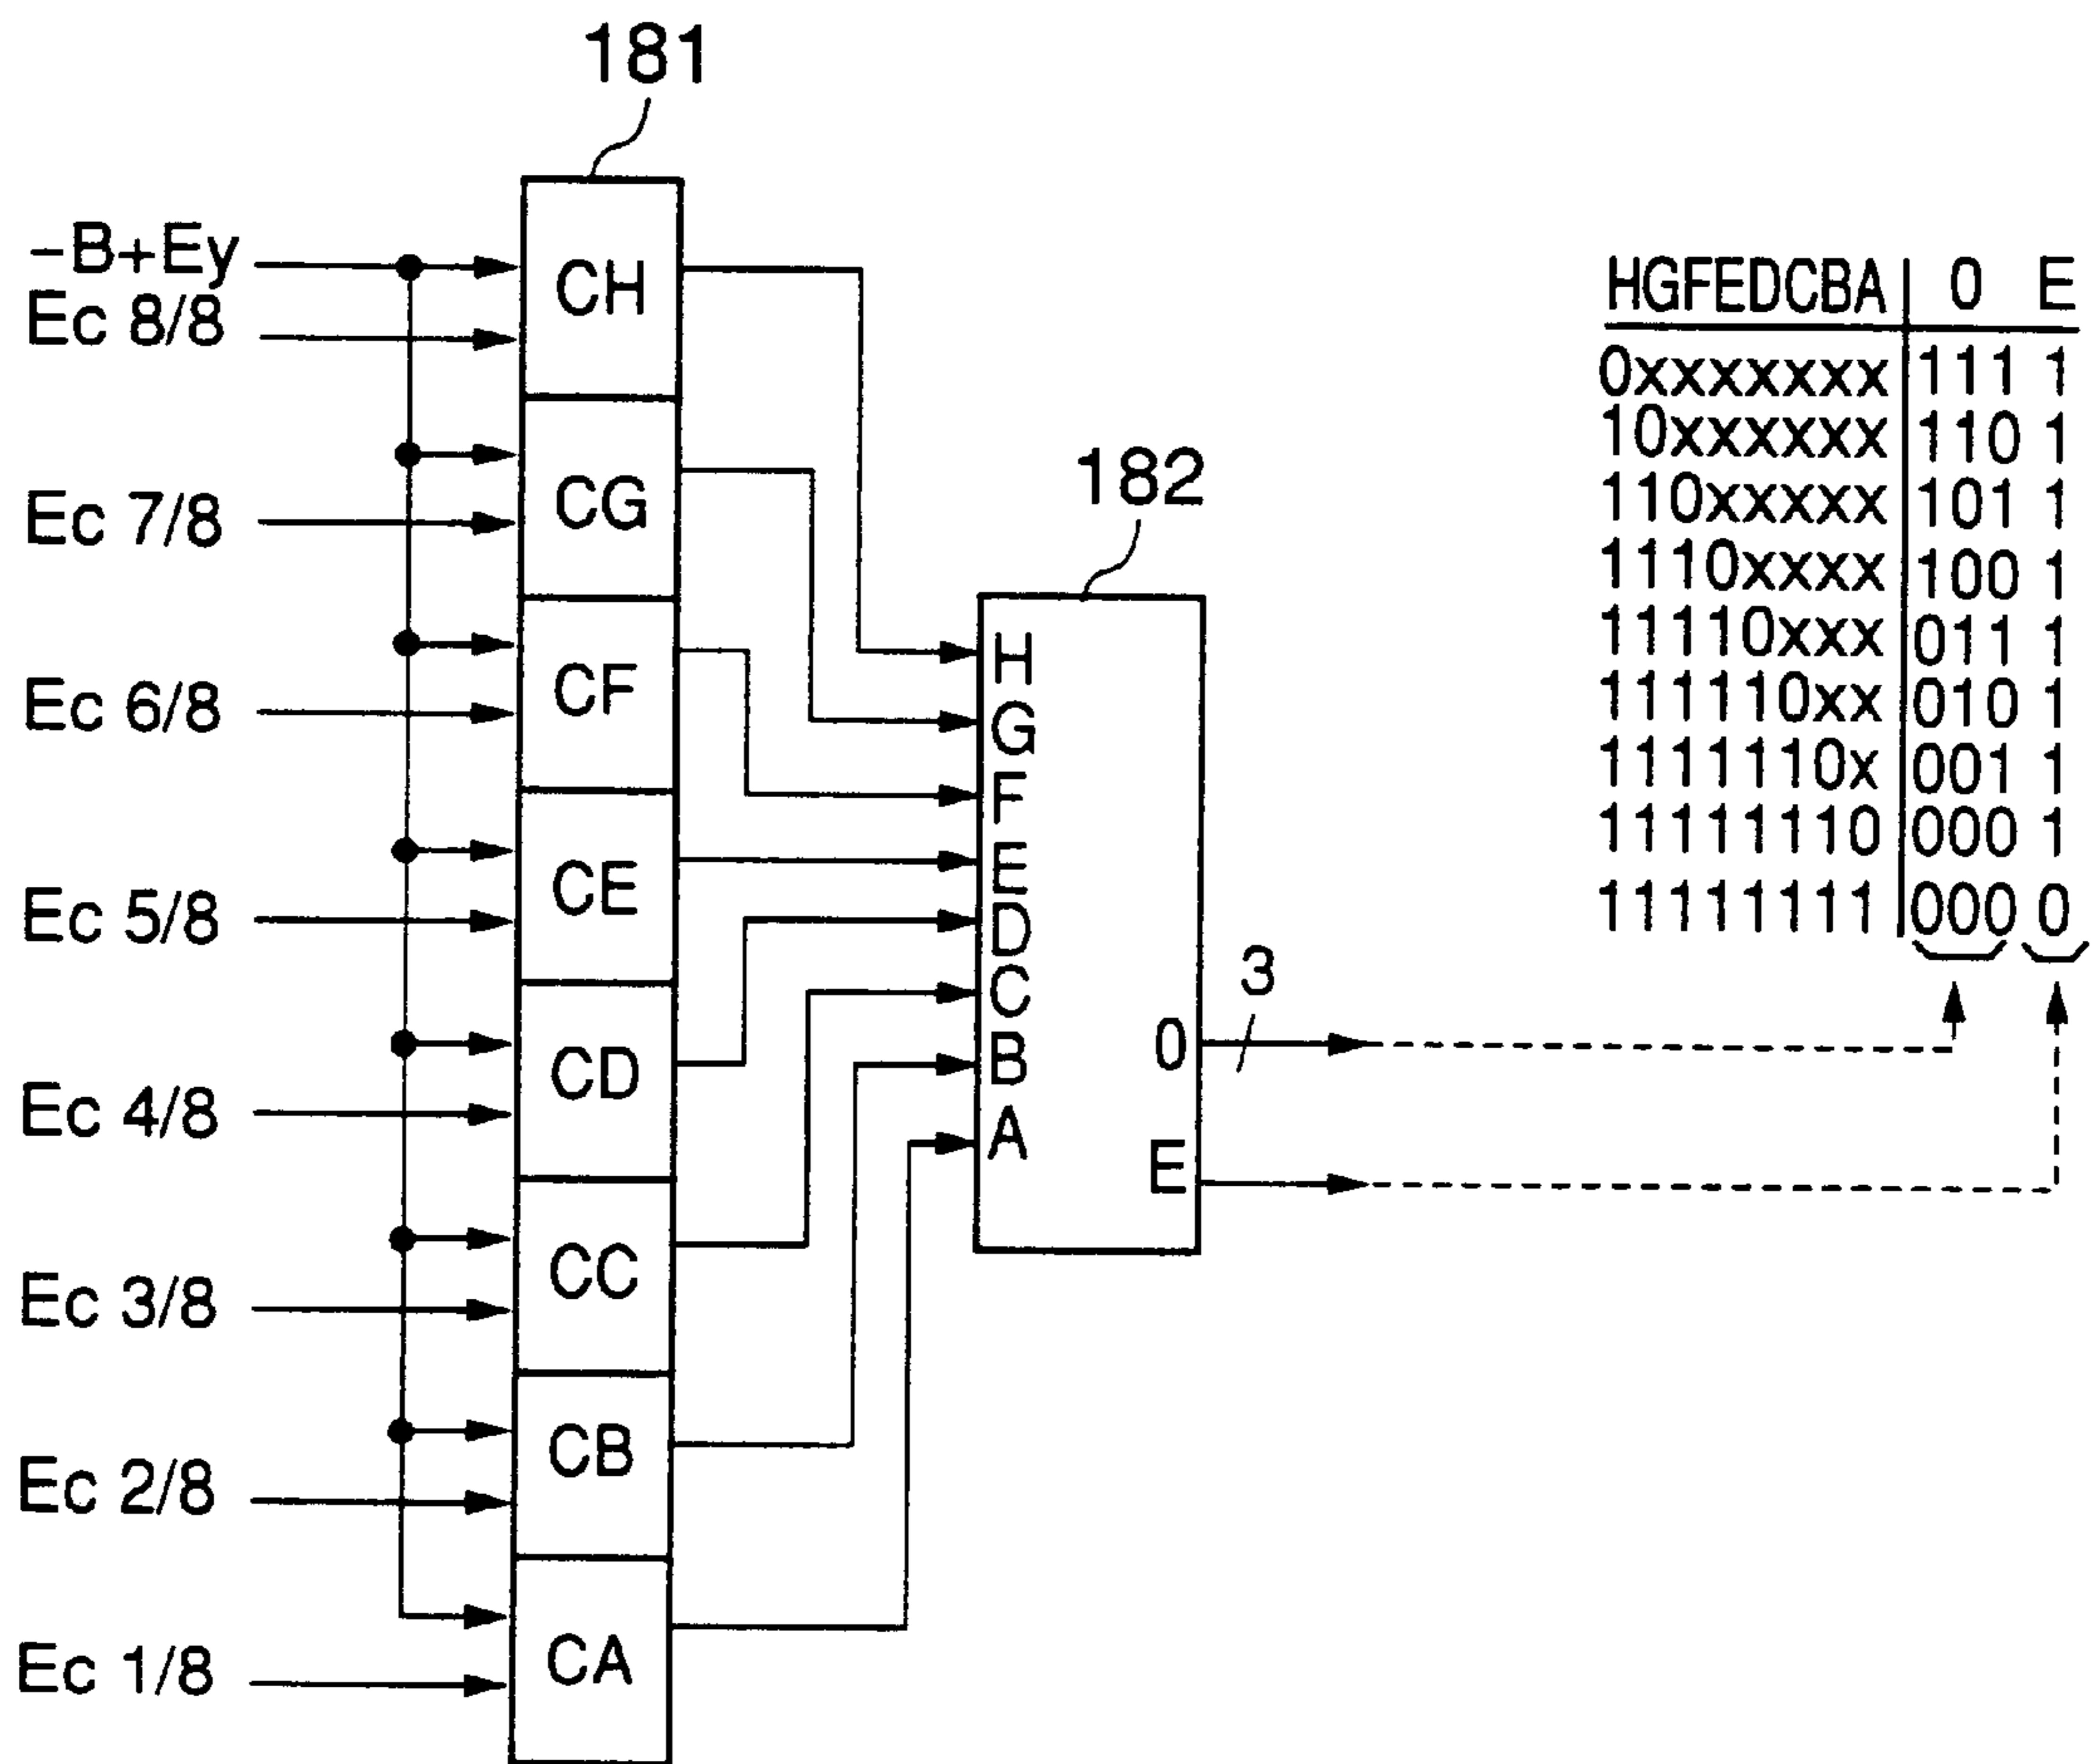 181
-B+Ey
Ec 8/8
Ec 7/8
Ec 6/8
Ec 5/8
Ec 4/8
Ec 3/8
Ec 2/8
Ec 1/8
CH
CG
CF
CE
CD
CC
CB
CA
182
H
G
F
E
D
C
B
A
O
E
3
HGFEDCBA O E
0xxxxxxx 111 1
10xxxxxx 110 1
110xxxxx 101 1
1110xxxx 100 1
11110xxx 011 1
111110xx 010 1
1111110x 001 1
11111110 000 1
11111111 000 0